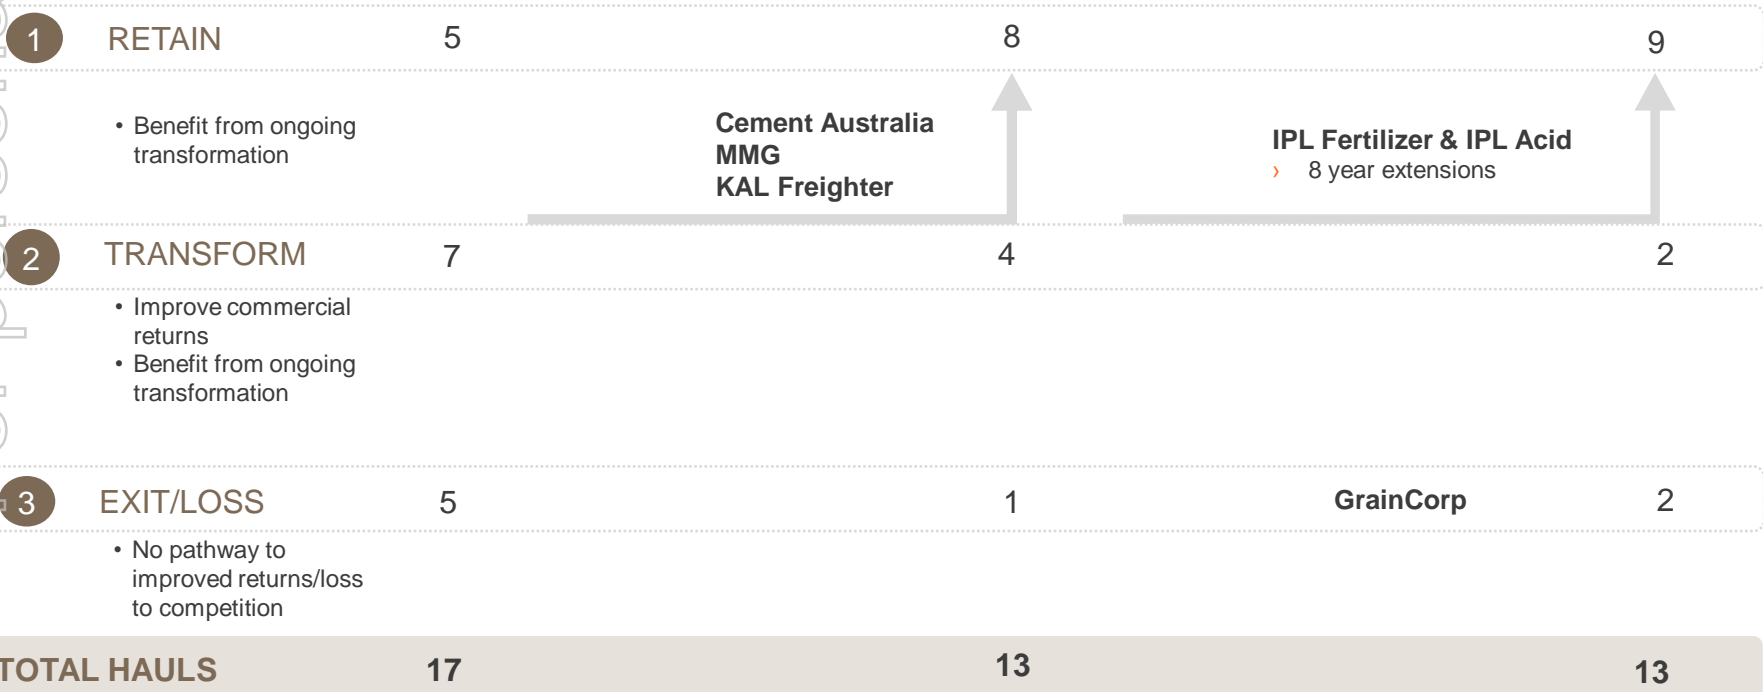 1 RETAIN 5 8 9
• Benefit from ongoing
transformation
Cement Australia
MMG
KAL Freighter
IPL Fertilizer & IPL Acid
› 8 year extensions
2 TRANSFORM 7 4 2
• Improve commercial
returns
• Benefit from ongoing
transformation
3 EXIT/LOSS 5 1 GrainCorp 2
• No pathway to
improved returns/loss
to competition
TOTAL HAULS 17 13 13